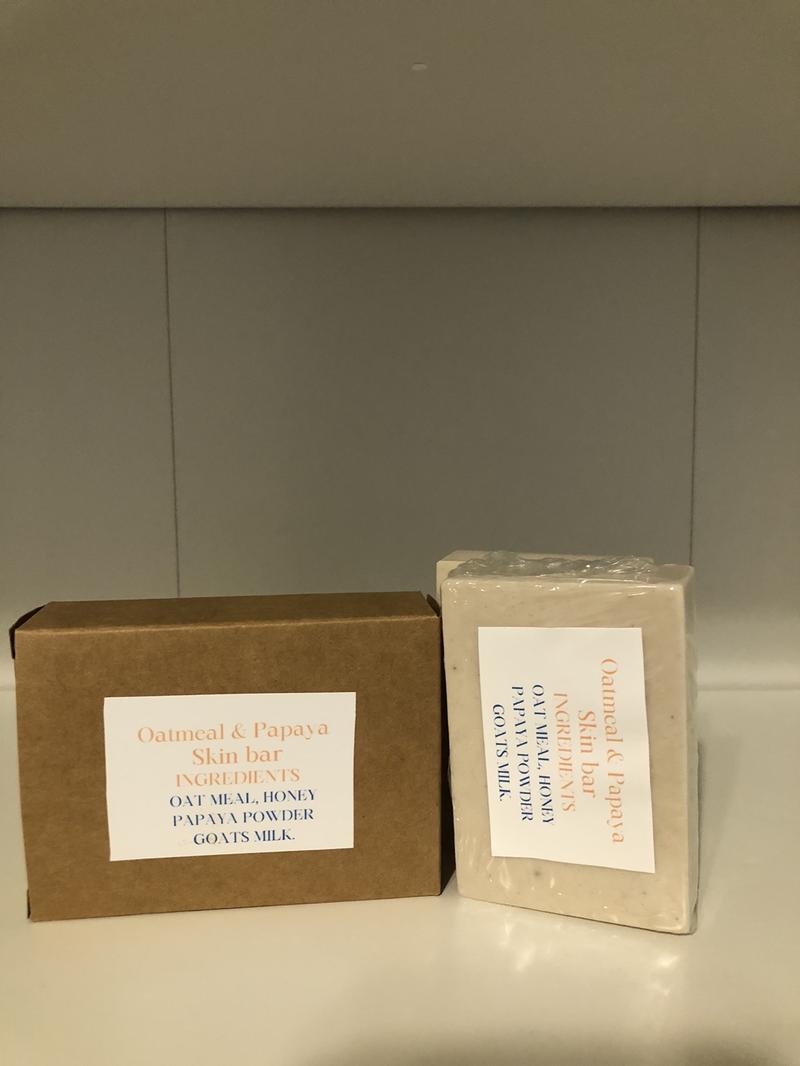 Oatmeal & Papaya
Skin bar
INGREDIENTS
OAT MEAL, HONEY
PAPAYA POWDER
GOATS MILK.
Oatmeal & Papaya
Skin bar
INGREDIENTS
OAT MEAL, HONEY
PAPAYA POWDER
GOATS MILK.